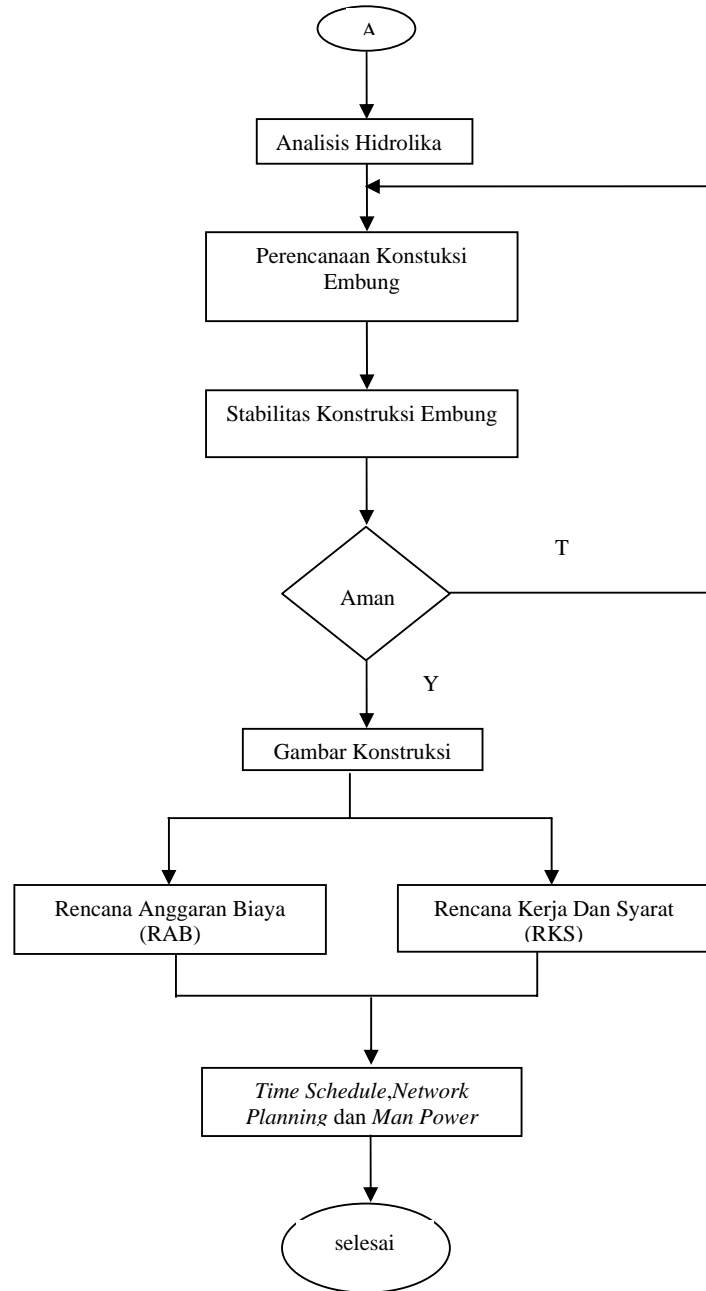 A
Analisis Hidrolika
Perencanaan Konstuksi
Embung
Stabilitas Konstruksi Embung
T
Aman
Y
Gambar Konstruksi
Rencana Anggaran Biaya
(RAB)
Rencana Kerja Dan Syarat
(RKS)
Time Schedule,Network
Planning dan Man Power
selesai